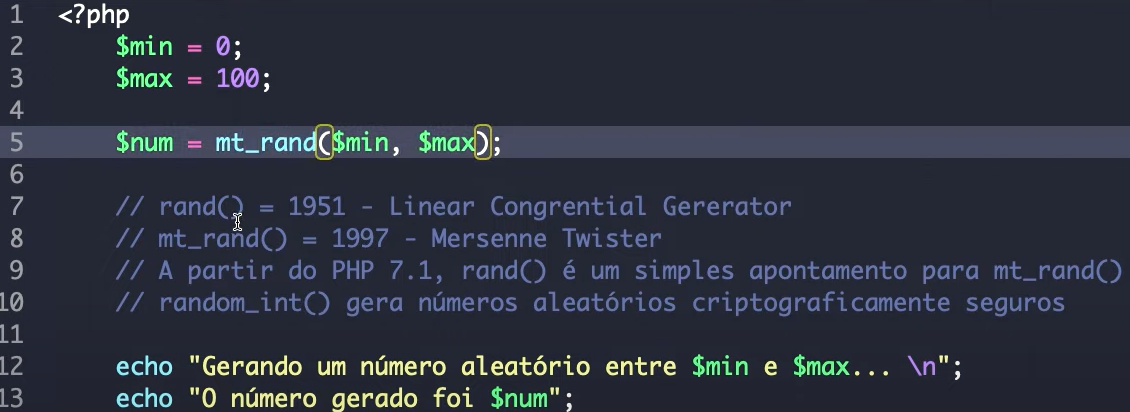 1 <?php
2 $min = 0;
3 $max = 100;
4
5 $num = mt_rand($min, $max);
6
7 // rand() = 1951 - Linear Congrential Gererator
8 // mt_rand() = 1997 - Mersenne Twister
9 // A partir do PHP 7.1, rand() é um simples apontamento para mt_rand()
10 // random_int() gera números aleatórios criptograficamente seguros
11
12 echo "Gerando um número aleatório entre $min e $max... \n";
13 echo "O número gerado foi $num";